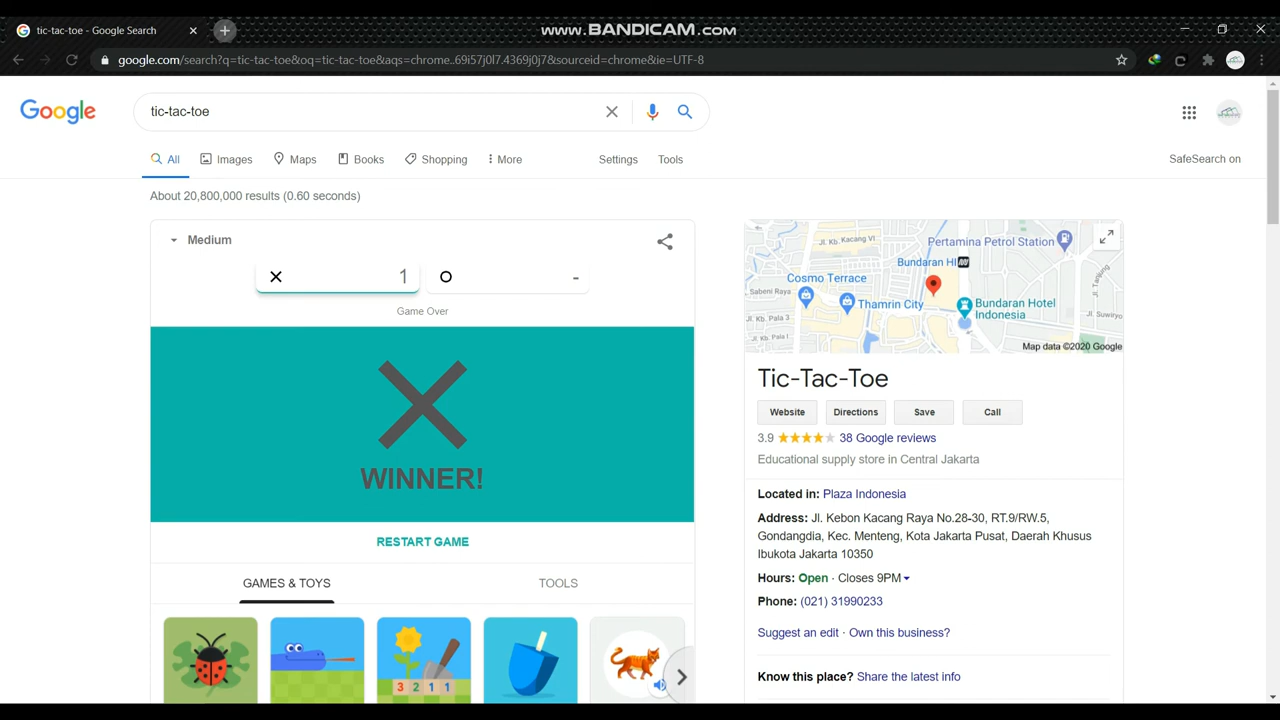 tic-tac-toe - Google Search
www.BANDICAM.com
google.com/search?q=tic-tac-toe&oq=tic-tac-toe&aqs=chrome..69i57j0l7.4369j0j7&sourceid=chrome&ie=UTF-8
Google
tic-tac-toe
All Images Maps Books Shopping More Settings Tools
SafeSearch on
About 20,800,000 results (0.60 seconds)
Medium
X 1 O -
Game Over
X
WINNER!
RESTART GAME
GAMES & TOYS TOOLS
3 2 1 1
Jl. Kb. Kacang VI
Pertamina Petrol Station
Bundaran HI
Cosmo Terrace
Sabeni Raya
Thamrin City
Bundaran Hotel
Indonesia
Jl. Kb. Pala 3
Kb. Pala I
Jl. Suwiryo
Map data ©2020 Google
Tic-Tac-Toe
Website Directions Save Call
3.9 38 Google reviews
Educational supply store in Central Jakarta
Located in: Plaza Indonesia
Address: Jl. Kebon Kacang Raya No.28-30, RT.9/RW.5,
Gondangdia, Kec. Menteng, Kota Jakarta Pusat, Daerah Khusus
Ibukota Jakarta 10350
Hours: Open · Closes 9PM
Phone: (021) 31990233
Suggest an edit · Own this business?
Know this place? Share the latest info